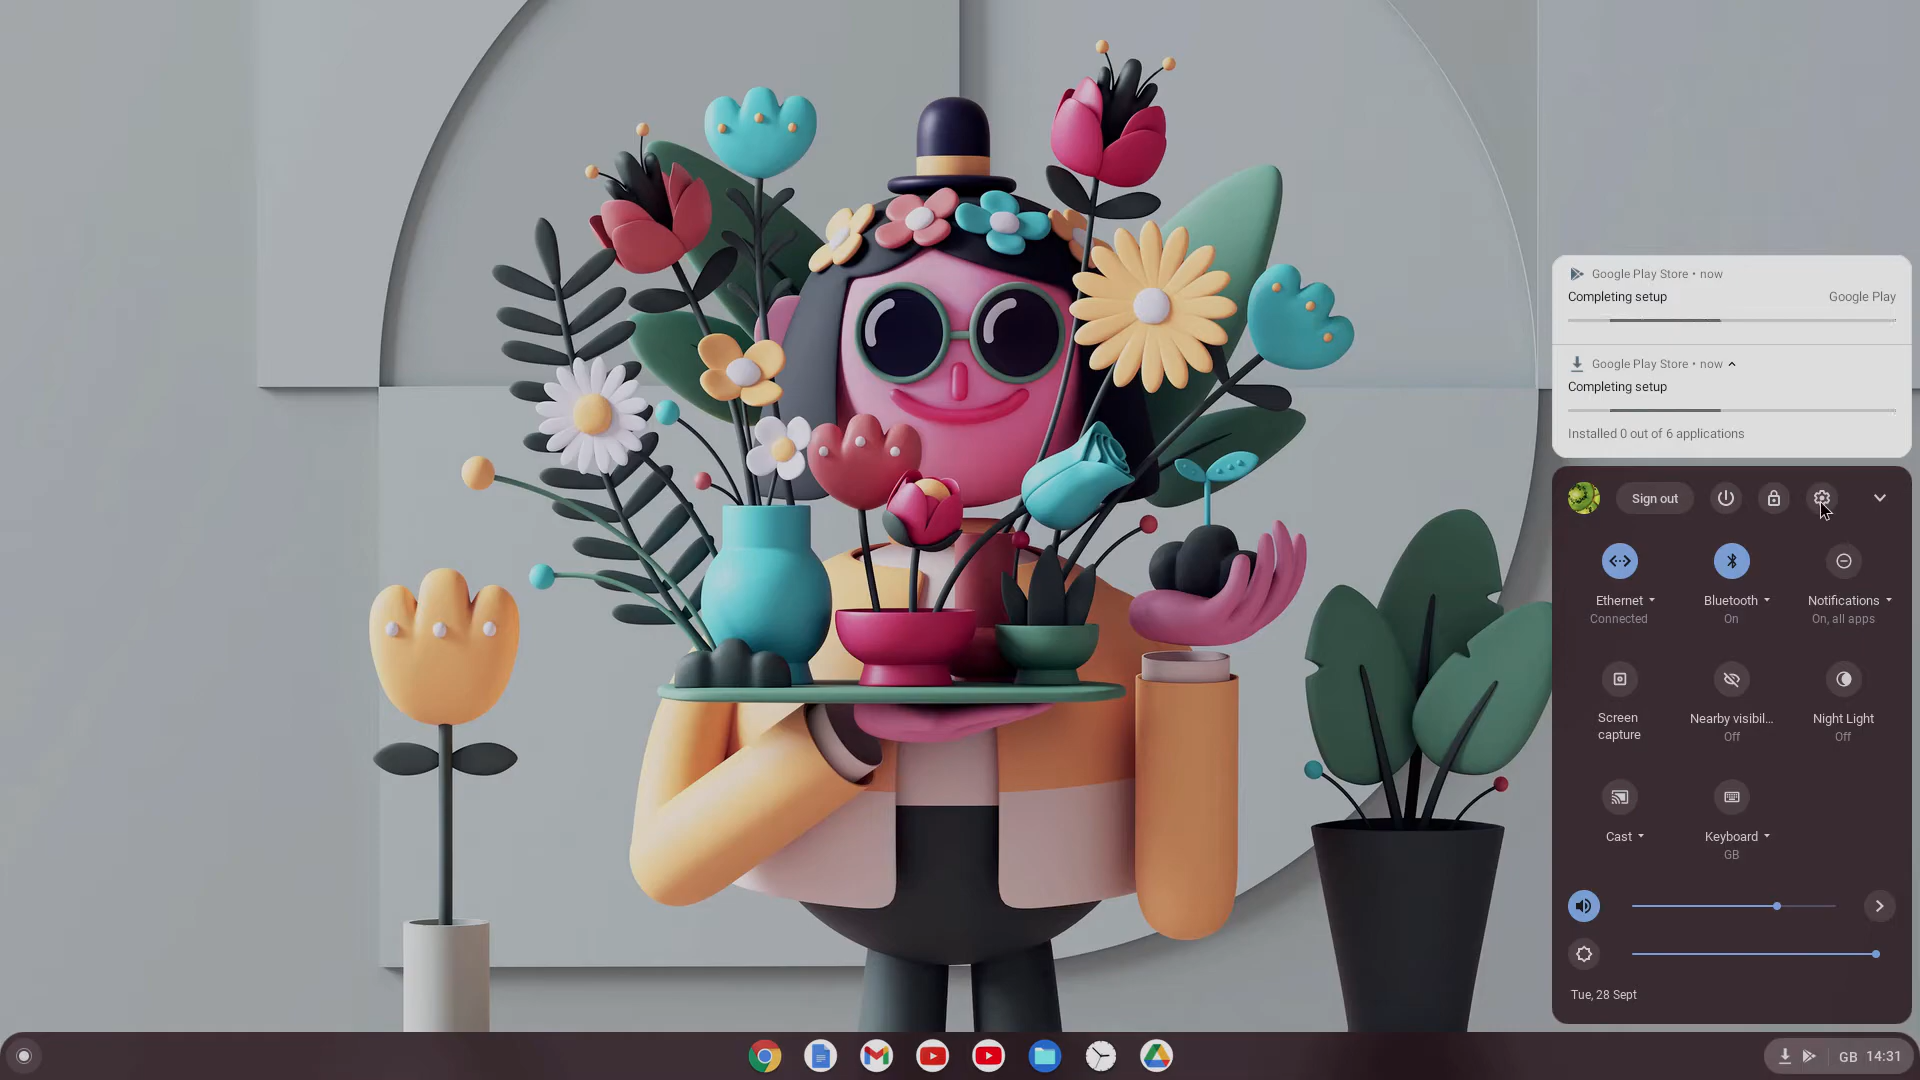 Google Play Store • now
Completing setup Google Play
Google Play Store • now
Completing setup
Installed 0 out of 6 applications
Sign out
Ethernet Bluetooth Notifications
Connected On On, all apps
Screen capture
Nearby visibil...
Off
Night Light
Off
Cast Keyboard
GB
Tue, 28 Sept
GB 14:31